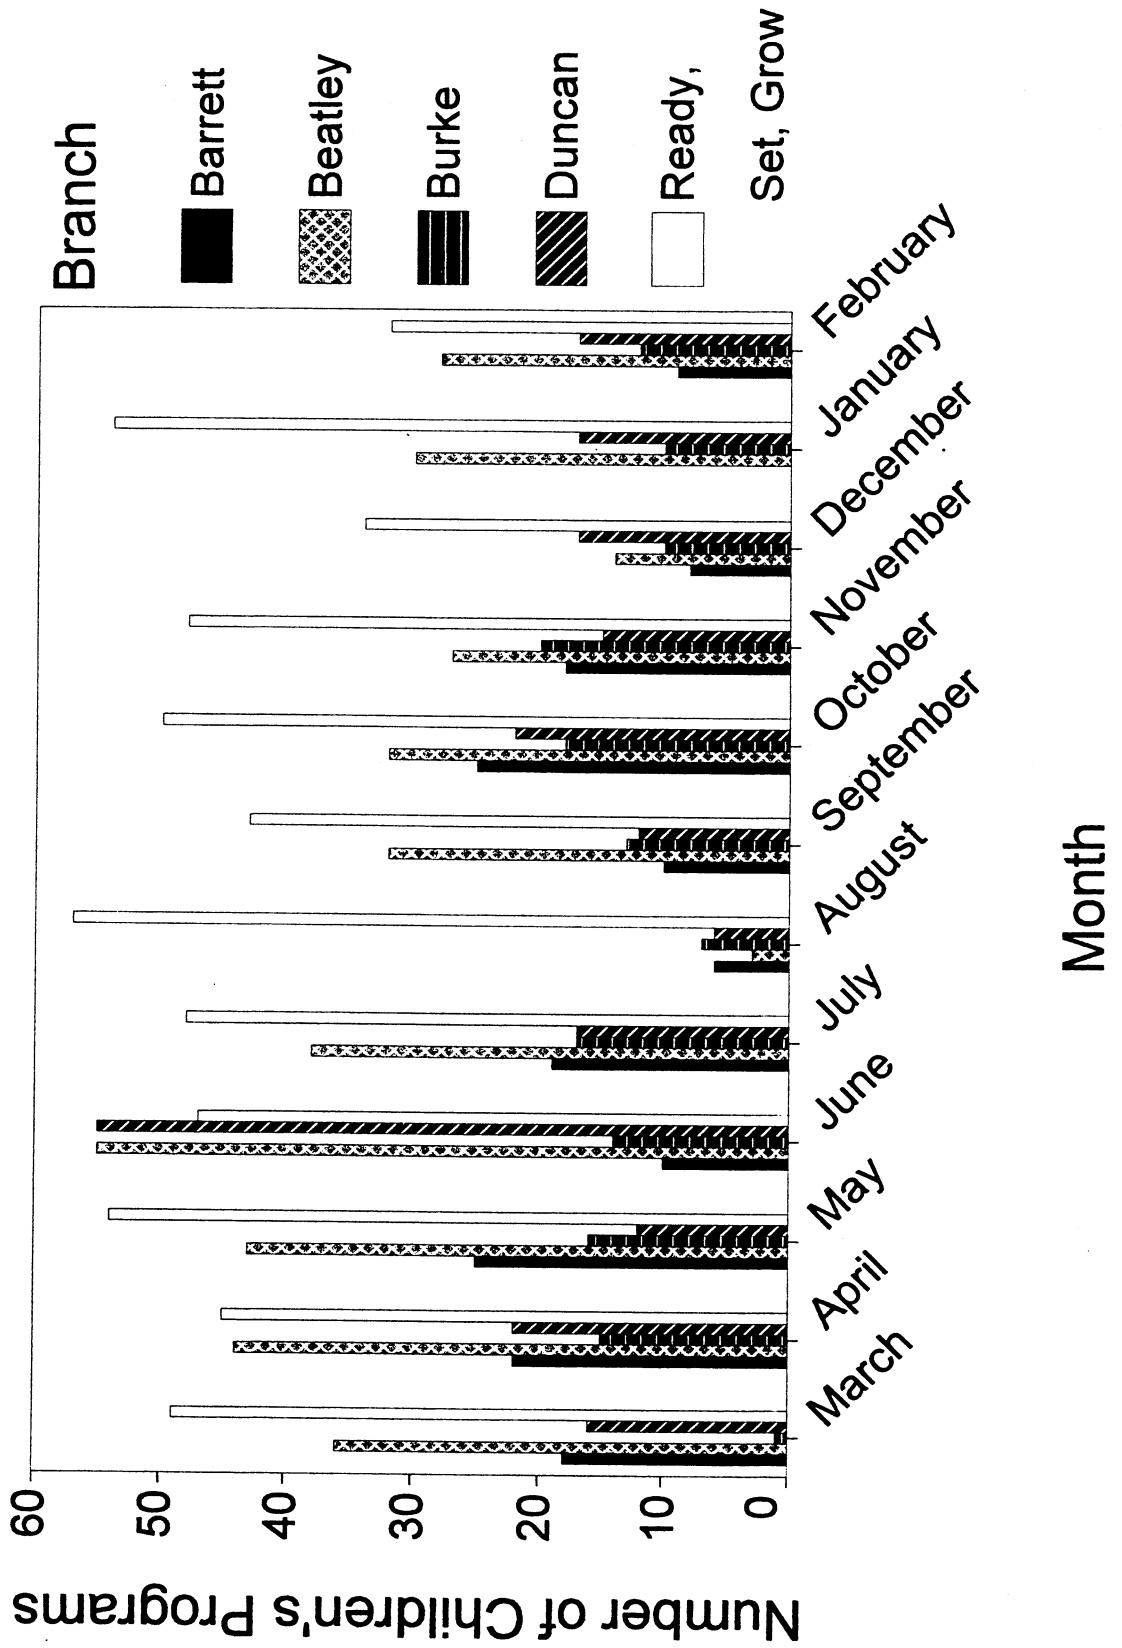 Number of Children's Programs
60
50
40
30
20
10
0
March
April
May
June
July
August
September
October
November
December
January
February
Month
Branch
Barrett
Beatley
Burke
Duncan
Ready,
Set, Grow